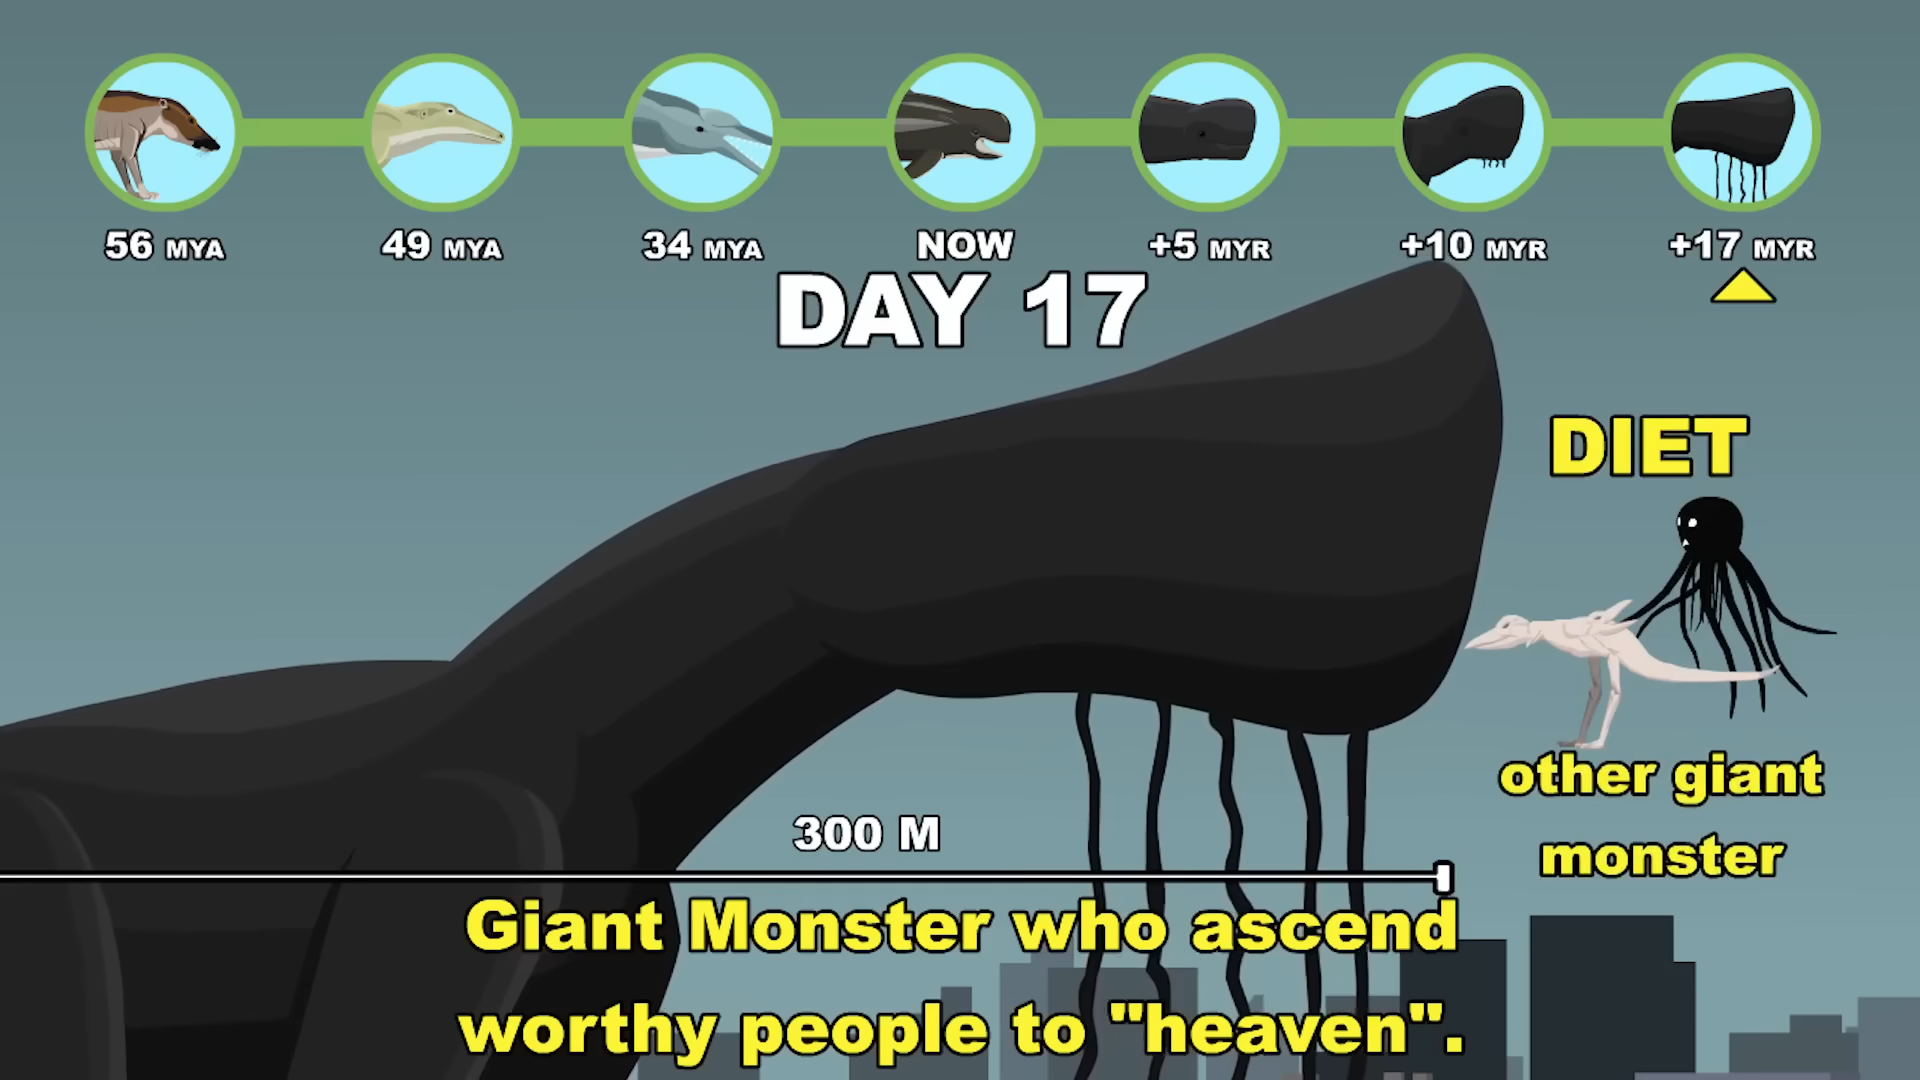 56 MYA
49 MYA
34 MYA
NOW
+5 MYR
+10 MYR
+17 MYR
DAY 17
DIET
other giant
monster
300 M
Giant Monster who ascend
worthy people to "heaven".